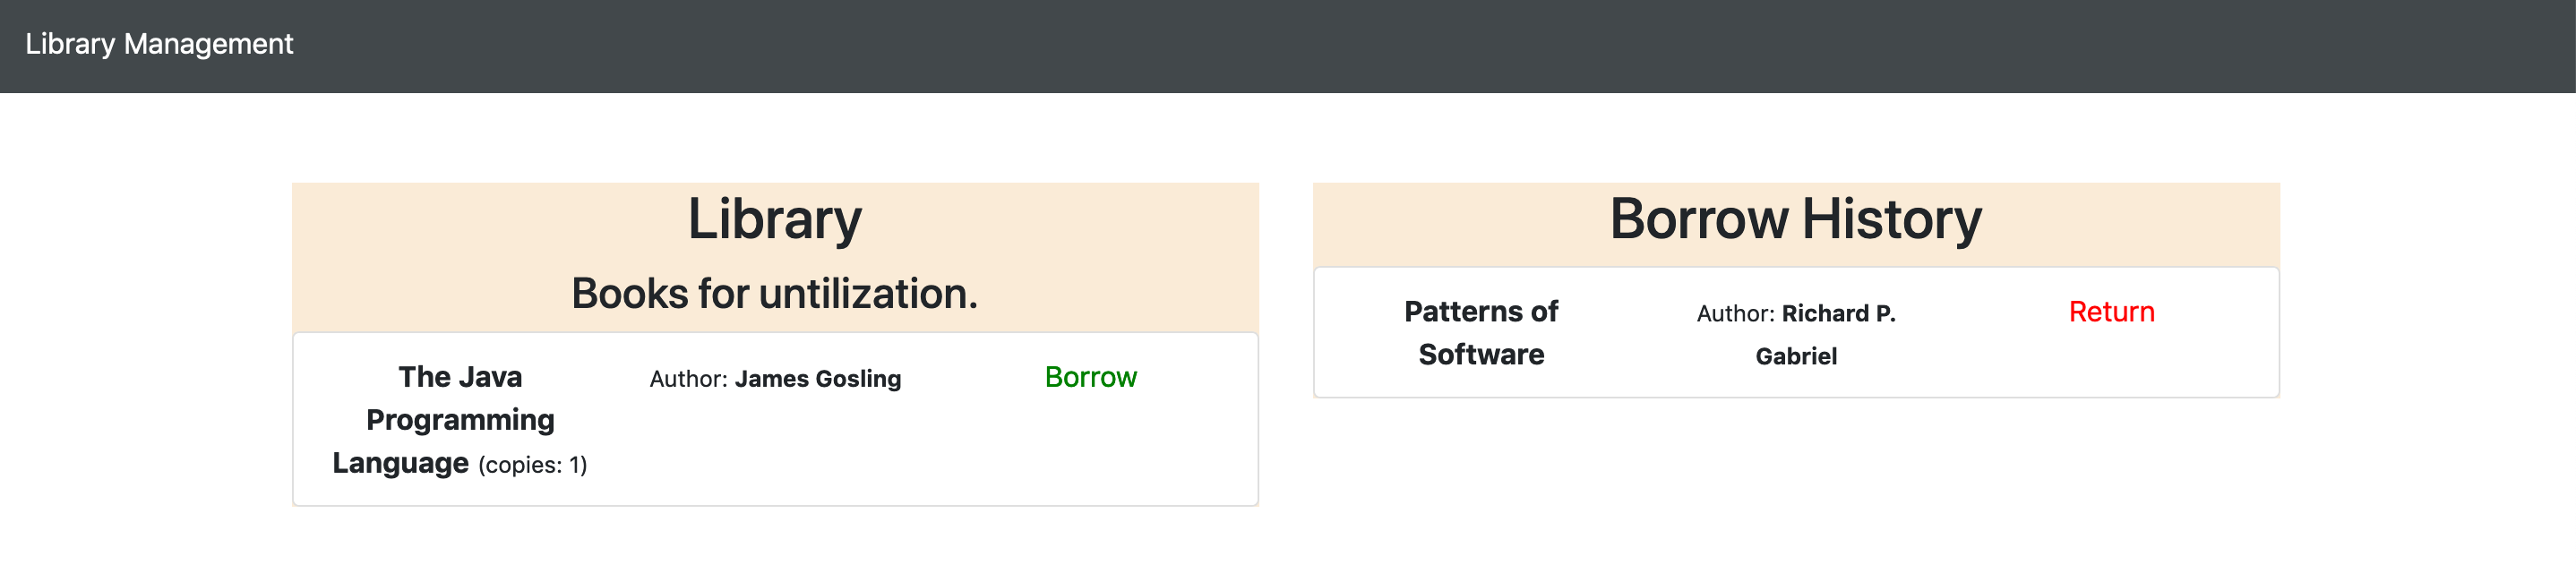 Library Management
Library
Books for untilization.
The Java
Programming
Language (copies: 1)
Author: James Gosling
Borrow
Borrow History
Patterns of
Software
Author: Richard P.
Gabriel
Return